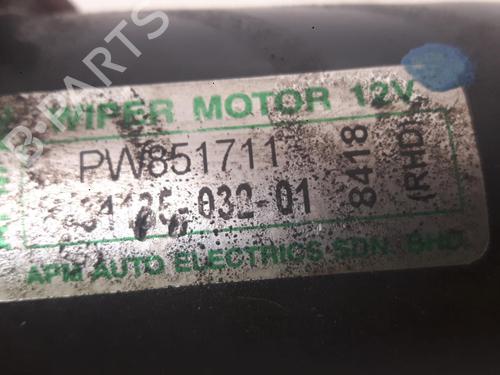 WIPER MOTOR 12V
PW851711
032-01
8418
(RHD)
APM AUTO ELECTRICS SDN. BHD.
B PARTS